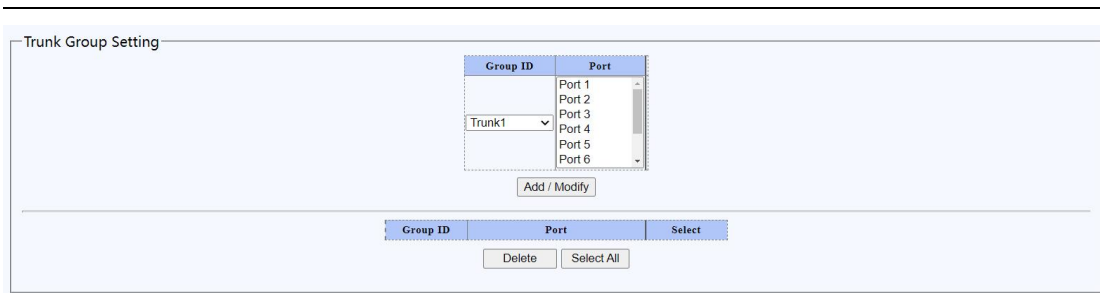 Trunk Group Setting
Group ID Port
Port 1
Port 2
Port 3
Trunk1
Port 4
Port 5
Port 6
Add / Modify
Group ID Port Select
Delete Select All